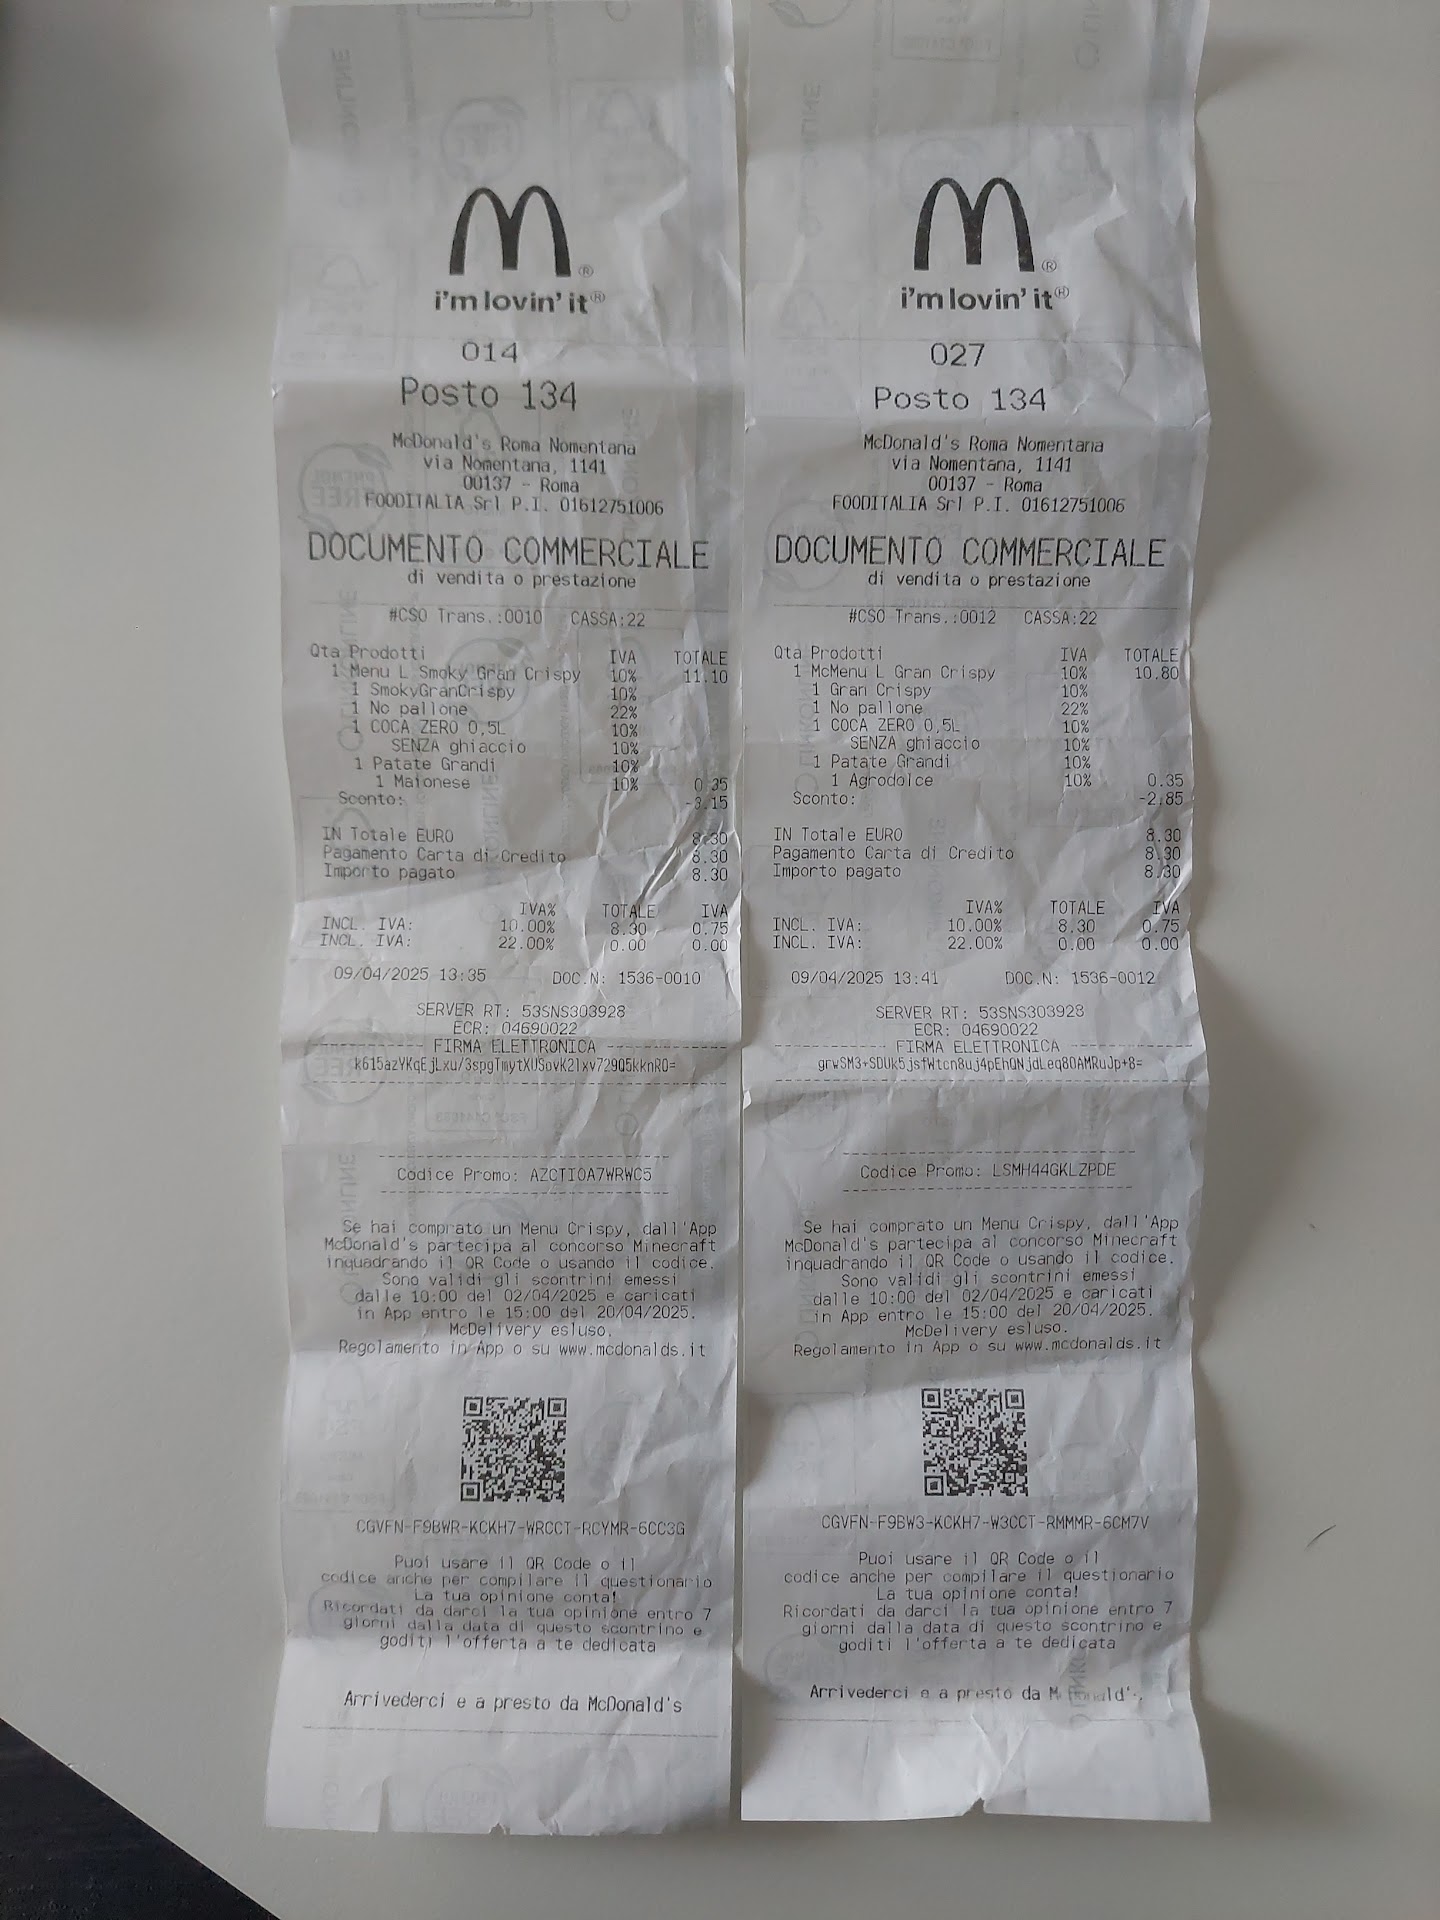 M®
i'm lovin' it®
014
Posto 134
McDonald's Roma Nomentana
via Nomentana, 1141
00137 - Roma
FOODITALIA Srl P.I. 01612751006
DOCUMENTO COMMERCIALE
di vendita o prestazione
#CSO Trans.:0010 CASSA:22
Qta Prodotti IVA TOTALE
1 Menu L Smoky Gran Crispy 10% 11.10
1 SmokyGranCrispy 10%
1 No pallone 22%
1 COCA ZERO 0,5L 10%
SENZA ghiaccio 10%
1 Patate Grandi 10%
1 Maionese 10% 0.35
Sconto: -3.15
IN Totale EURO 8.30
Pagamento Carta di Credito 8.30
Importo pagato 8.30
IVA% TOTALE IVA
INCL. IVA: 10.00% 8.30 0.75
INCL. IVA: 22.00% 0.00 0.00
09/04/2025 13:35 DOC.N: 1536-0010
SERVER RT: 53SNS303928
ECR: 04690022
FIRMA ELETTRONICA
Codice Promo: AZCTIOA7WRWC5
Se hai comprato un Menu Crispy, dall'App
McDonald's partecipa al concorso Minecraft
inquadrando il QR Code o usando il codice.
Sono validi gli scontrini emessi
dalle 10:00 del 02/04/2025 e caricati
in App entro le 15:00 del 20/04/2025.
McDelivery esluso.
Regolamento in App o su www.mcdonalds.it
CGVFN-F9BWR-KCKH7-WRCCT-RCYMR-6CC3G
Puoi usare il QR Code o il
codice anche per compilare il questionario
La tua opinione conta!
Ricordati da darci la tua opinione entro 7
giorni dalla data di questo scontrino e
goditi l'offerta a te dedicata
Arrivederci e a presto da McDonald's
M®
i'm lovin' it®
027
Posto 134
McDonald's Roma Nomentana
via Nomentana, 1141
00137 - Roma
FOODITALIA Srl P.I. 01612751006
DOCUMENTO COMMERCIALE
di vendita o prestazione
#CSO Trans.:0012 CASSA:22
Qta Prodotti IVA TOTALE
1 McMenu L Gran Crispy 10% 10.80
1 Gran Crispy 10%
1 No pallone 22%
1 COCA ZERO 0,5L 10%
SENZA ghiaccio 10%
1 Patate Grandi 10%
1 Agrodolce 10% 0.35
Sconto: -2.85
IN Totale EURO 8.30
Pagamento Carta di Credito 8.30
Importo pagato 8.30
IVA% TOTALE IVA
INCL. IVA: 10.00% 8.30 0.75
INCL. IVA: 22.00% 0.00 0.00
09/04/2025 13:41 DOC.N: 1536-0012
SERVER RT: 53SNS303928
ECR: 04690022
FIRMA ELETTRONICA
Codice Promo: LSMH44GKLZPDE
Se hai comprato un Menu Crispy, dall'App
McDonald's partecipa al concorso Minecraft
inquadrando il QR Code o usando il codice.
Sono validi gli scontrini emessi
dalle 10:00 del 02/04/2025 e caricati
in App entro le 15:00 del 20/04/2025.
McDelivery esluso.
Regolamento in App o su www.mcdonalds.it
CGVFN-F9BW3-KCKH7-W3CCT-RMMMR-6CM7V
Puoi usare il QR Code o il
codice anche per compilare il questionario
La tua opinione conta!
Ricordati da darci la tua opinione entro 7
giorni dalla data di questo scontrino e
goditi l'offerta a te dedicata
Arrivederci e a presto da